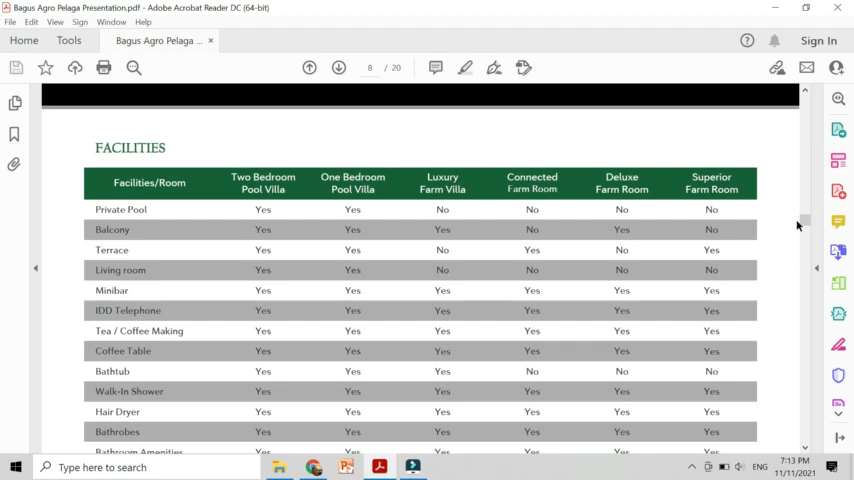 Bagus Agro Pelaga Presentation.pdf - Adobe Acrobat Reader DC (64-bit)
File Edit View Sign Window Help
Home Tools Bagus Agro Pelaga ... × Sign In
8 / 20
FACILITIES
Facilities/Room Two Bedroom Pool Villa One Bedroom Pool Villa Luxury Farm Villa Connected Farm Room Deluxe Farm Room Superior Farm Room
Private Pool Yes Yes No No No No
Balcony Yes Yes Yes No Yes No
Terrace Yes Yes No Yes No Yes
Living room Yes Yes No No No No
Minibar Yes Yes Yes Yes Yes Yes
IDD Telephone Yes Yes Yes Yes Yes Yes
Tea / Coffee Making Yes Yes Yes Yes Yes Yes
Coffee Table Yes Yes Yes Yes Yes Yes
Bathtub Yes Yes Yes No No No
Walk-In Shower Yes Yes Yes Yes Yes Yes
Hair Dryer Yes Yes Yes Yes Yes Yes
Bathrobes Yes Yes Yes Yes Yes Yes
Bathroom Amenities Yes Yes Yes Yes Yes Yes
Type here to search
ENG
7:13 PM
11/11/2021